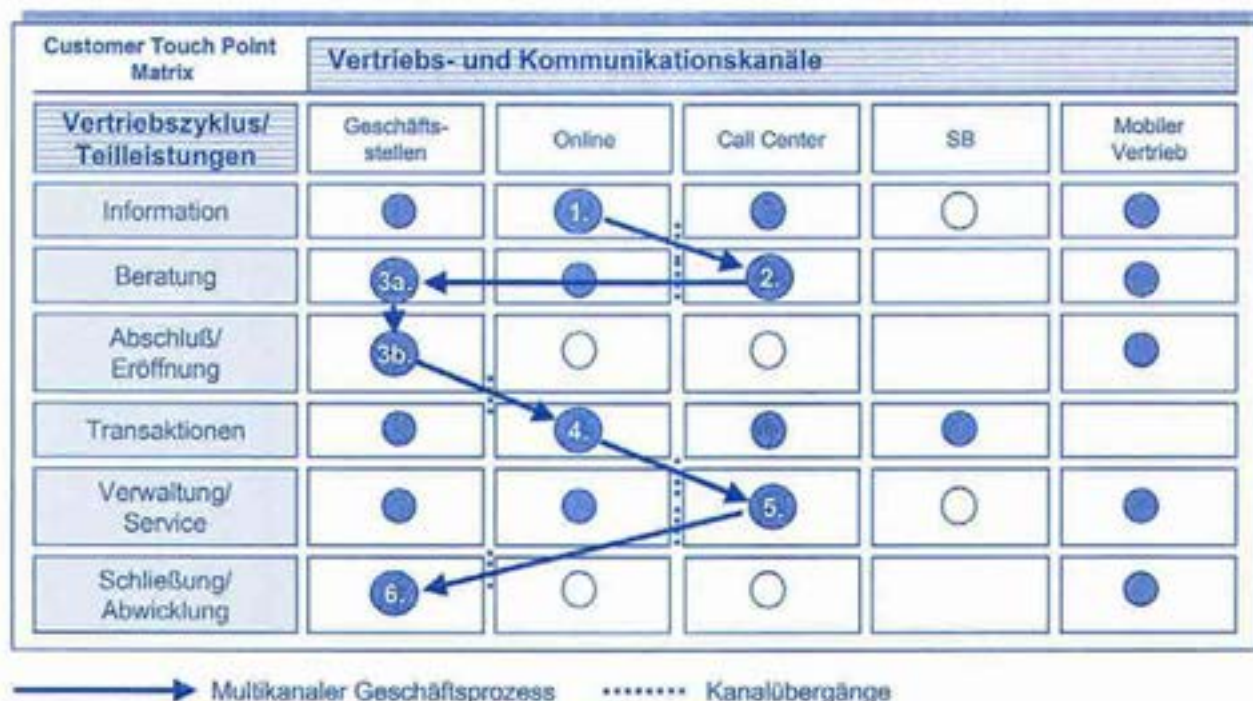 Customer Touch Point
Matrix
Vertriebs- und Kommunikationskanäle
Vertriebszyklus/
Teilleistungen
Geschäfts-
stellen
Online
Call Center
SB
Mobiler
Vertrieb
Information
1.
Beratung
3a.
2.
Abschluß/
Eröffnung
3b.
Transaktionen
4.
Verwaltung/
Service
5.
Schließung/
Abwicklung
6.
Multikanaler Geschäftsprozess
Kanalübergänge